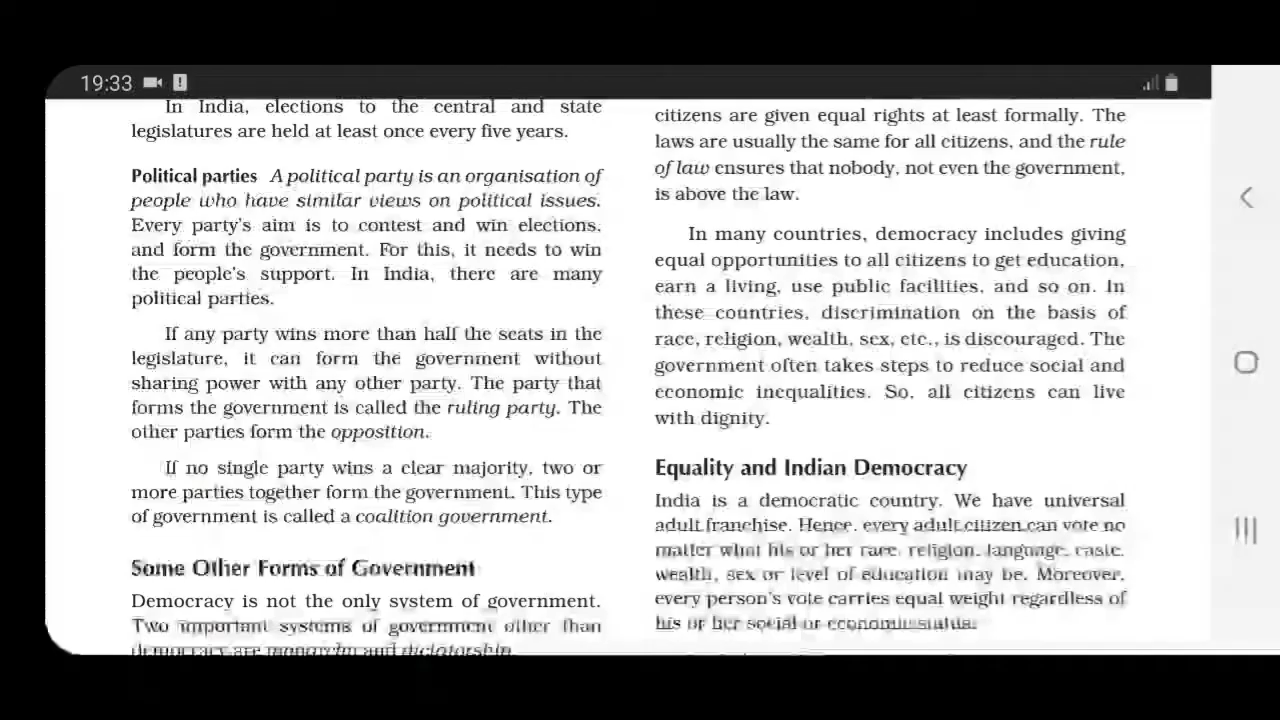 19:33
In India, elections to the central and state
legislatures are held at least once every five years.
Political parties A political party is an organisation of
people who have similar views on political issues.
Every party's aim is to contest and win elections,
and form the government. For this, it needs to win
the people's support. In India, there are many
political parties.
If any party wins more than half the seats in the
legislature, it can form the government without
sharing power with any other party. The party that
forms the government is called the ruling party. The
other parties form the opposition.
If no single party wins a clear majority, two or
more parties together form the government. This type
of government is called a coalition government.
Some Other Forms of Government
Democracy is not the only system of government.
Two important systems of government other than
democracy are monarchy and dictatorship.
citizens are given equal rights at least formally. The
laws are usually the same for all citizens, and the rule
of law ensures that nobody, not even the government,
is above the law.
In many countries, democracy includes giving
equal opportunities to all citizens to get education,
earn a living, use public facilities, and so on. In
these countries, discrimination on the basis of
race, religion, wealth, sex, etc., is discouraged. The
government often takes steps to reduce social and
economic inequalities. So, all citizens can live
with dignity.
Equality and Indian Democracy
India is a democratic country. We have universal
adult franchise. Hence, every adult citizen can vote no
matter what his or her race, religion, language, caste,
wealth, sex or level of education may be. Moreover,
every person's vote carries equal weight regardless of
his or her social or economic status.